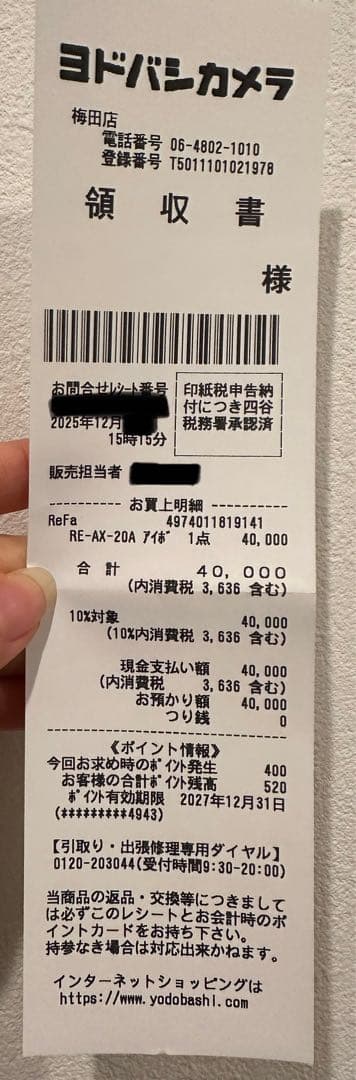 ヨドバシカメラ
梅田店
電話番号 06-4802-1010
登録番号 T5011101021978
領 収 書
様
お問合せﾚｼｰﾄ番号
印紙税申告納
付につき四谷
税務署承認済
2025年12月
15時15分
販売担当者
お買上明細
ReFa 4974011819141
RE-AX-20A ｱｲﾎﾞ 1点 40,000
合 計 40,000
(内消費税 3,636 含む)
10%対象 40,000
(10%内消費税 3,636 含む)
現金支払い額 40,000
(内消費税 3,636 含む)
お預かり額 40,000
つり銭 0
《ポイント情報》
今回お求め時のﾎﾟｲﾝﾄ発生 400
お客様の合計ﾎﾟｲﾝﾄ残高 520
ﾎﾟｲﾝﾄ有効期限 2027年12月31日
(*********4943)
【引取り・出張修理専用ダイヤル】
0120-203044(受付時間9:30-20:00)
当商品の返品・交換等につきまして
は必ずこのレシートとお会計時のポ
イントカードをお持ち下さい。
持参なき場合は対応出来かねます。
インターネットショッピングは
https://www.yodobashi.com